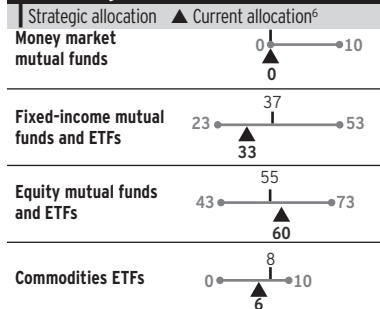 Strategic allocation ▲ Current allocation⁶
Money market
mutual funds
0 10
0
37
Fixed-income mutual
funds and ETFs
23 53
33
55
Equity mutual funds
and ETFs
43 73
60
8
Commodities ETFs
0 10
6